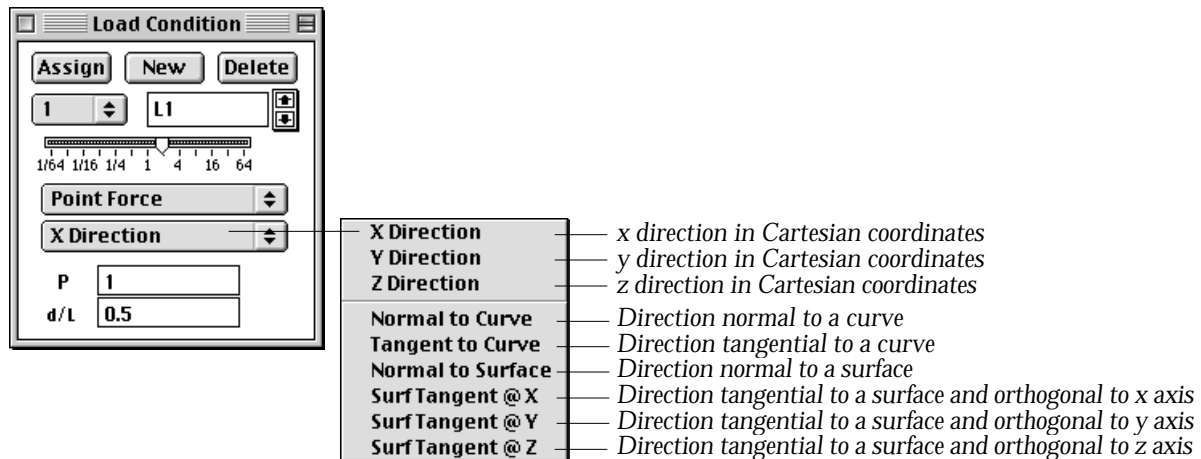 Load Condition
Assign New Delete
1 L1
1/64 1/16 1/4 1 4 16 64
Point Force
X Direction
P 1
d/L 0.5
X Direction x direction in Cartesian coordinates
Y Direction y direction in Cartesian coordinates
Z Direction z direction in Cartesian coordinates
Normal to Curve Direction normal to a curve
Tangent to Curve Direction tangential to a curve
Normal to Surface Direction normal to a surface
Surf Tangent @ X Direction tangential to a surface and orthogonal to x axis
Surf Tangent @ Y Direction tangential to a surface and orthogonal to y axis
Surf Tangent @ Z Direction tangential to a surface and orthogonal to z axis